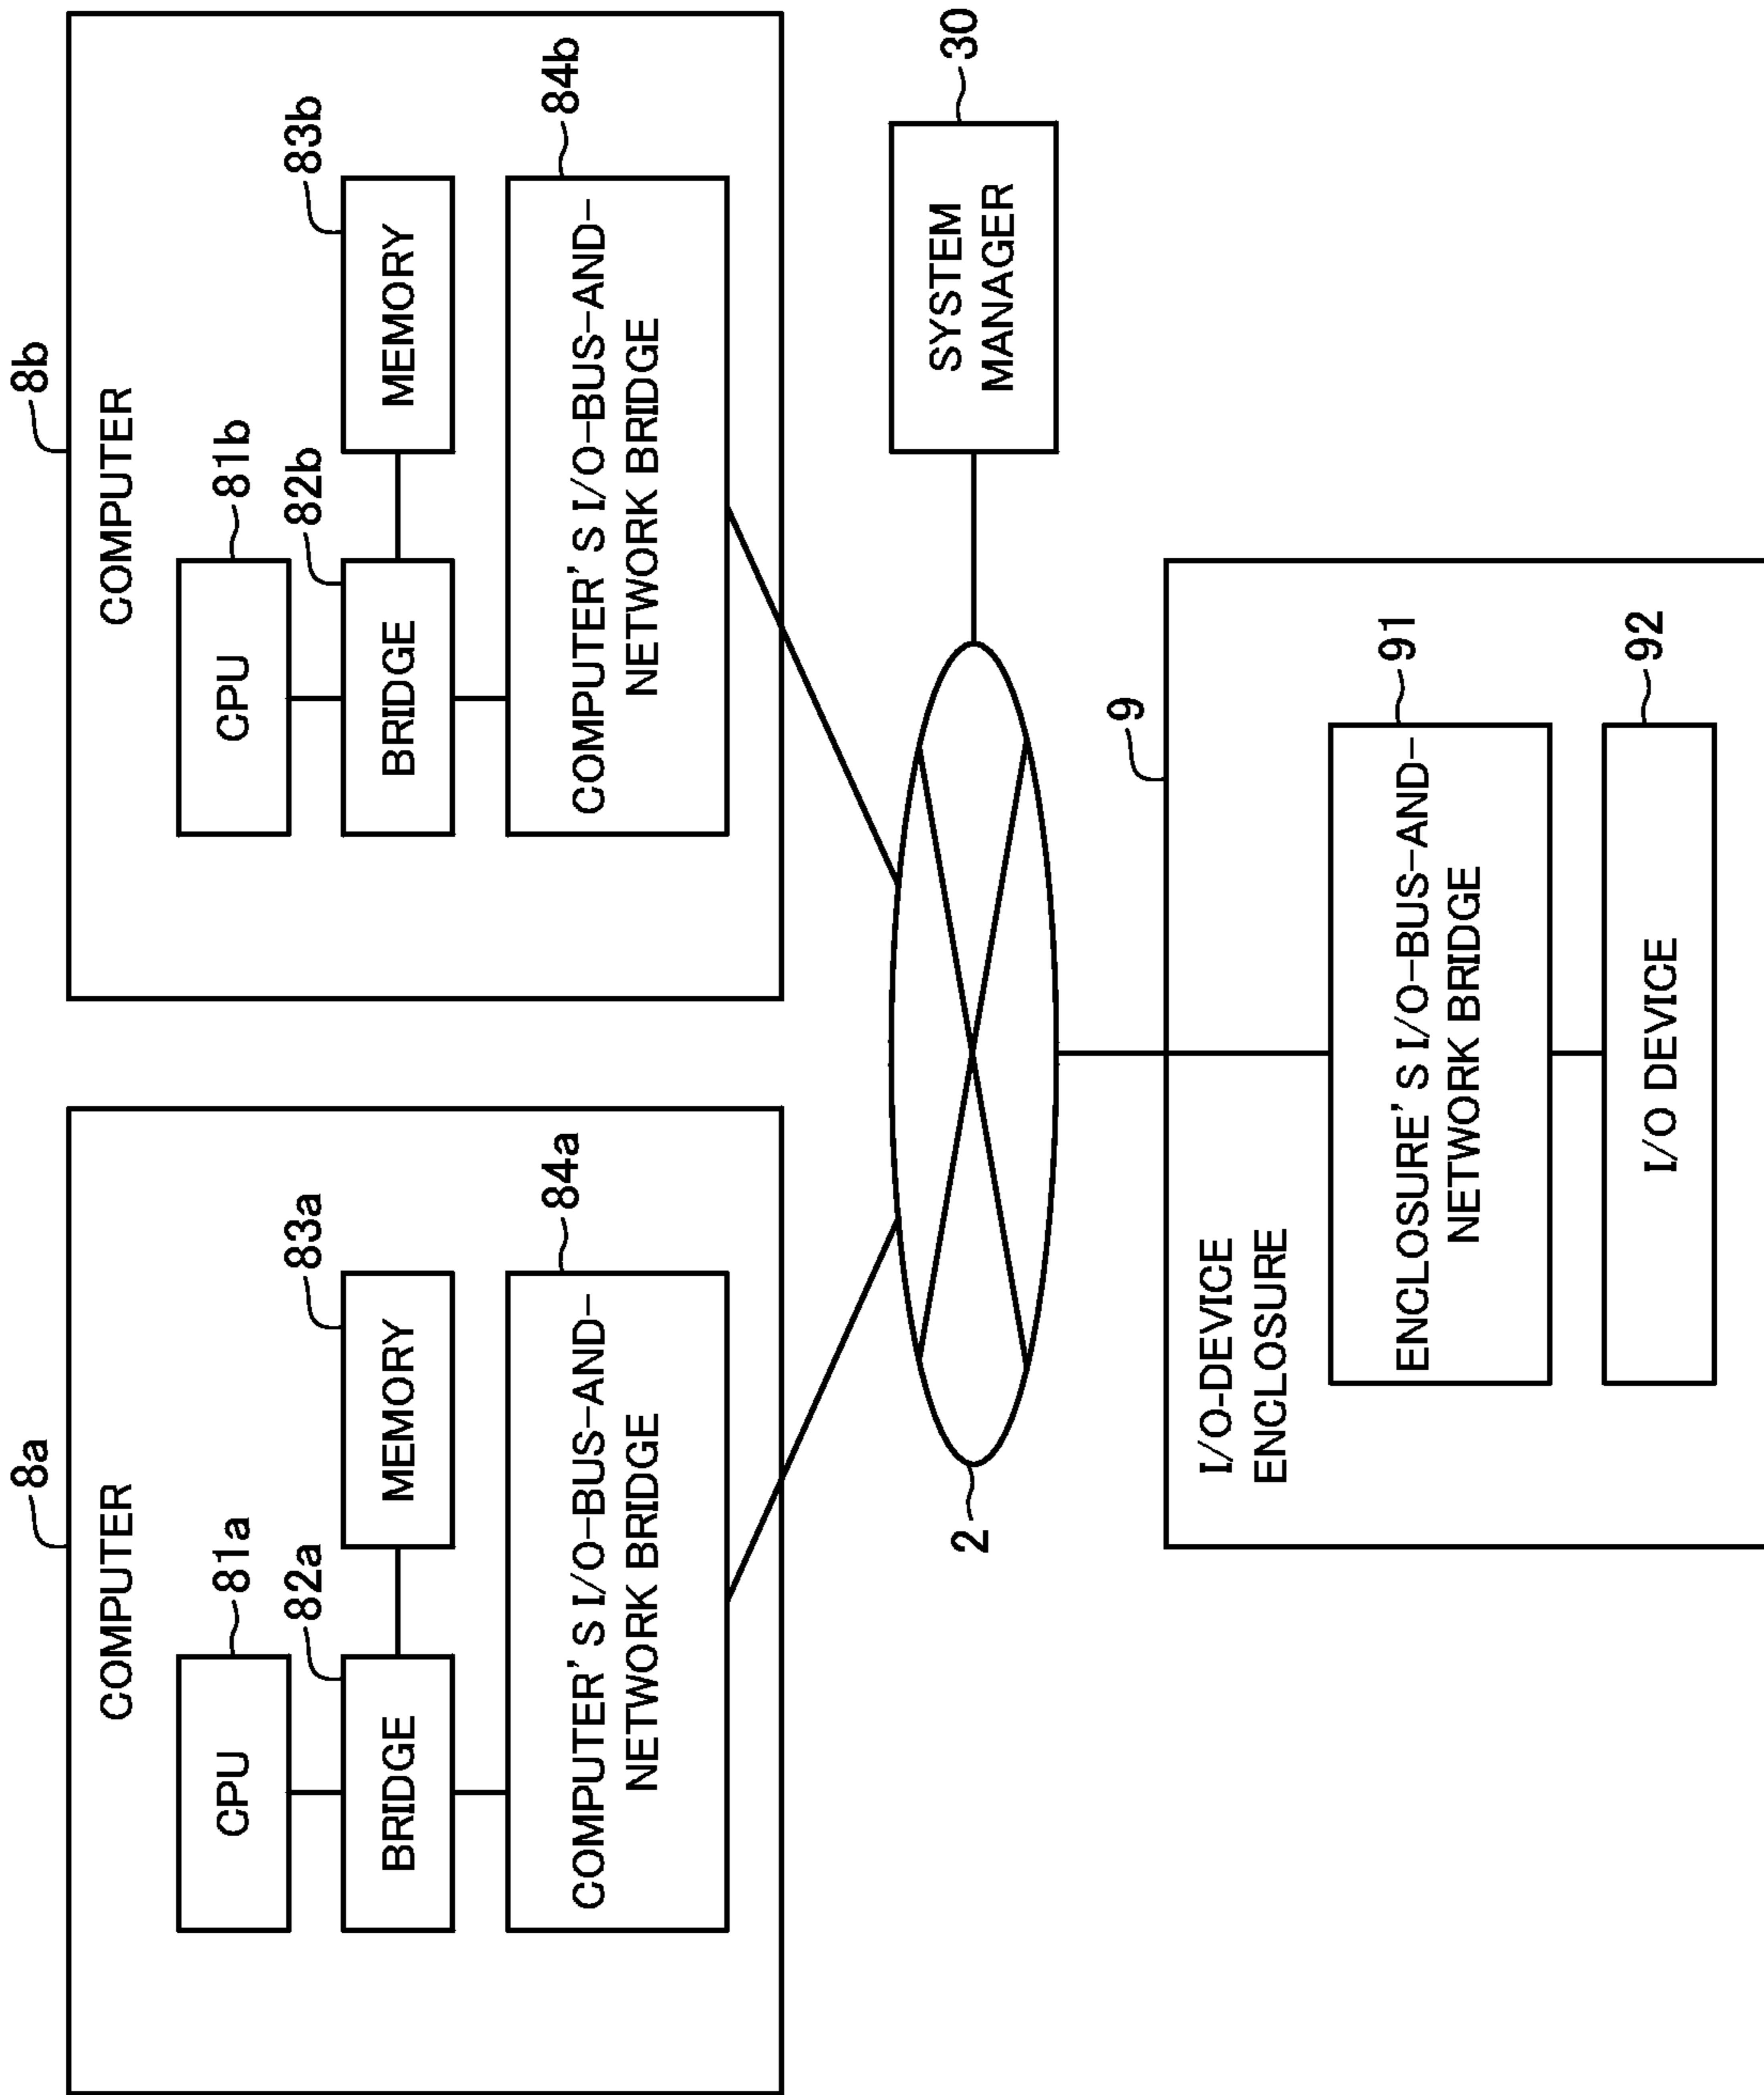 8a
COMPUTER
CPU
81a
82a
BRIDGE
83a
MEMORY
84a
COMPUTER'S I/O-BUS-AND-
NETWORK BRIDGE
8b
COMPUTER
CPU
81b
82b
BRIDGE
83b
MEMORY
84b
COMPUTER'S I/O-BUS-AND-
NETWORK BRIDGE
2
SYSTEM
MANAGER
30
9
I/O-DEVICE
ENCLOSURE
ENCLOSURE'S I/O-BUS-AND-
NETWORK BRIDGE
91
I/O DEVICE
92